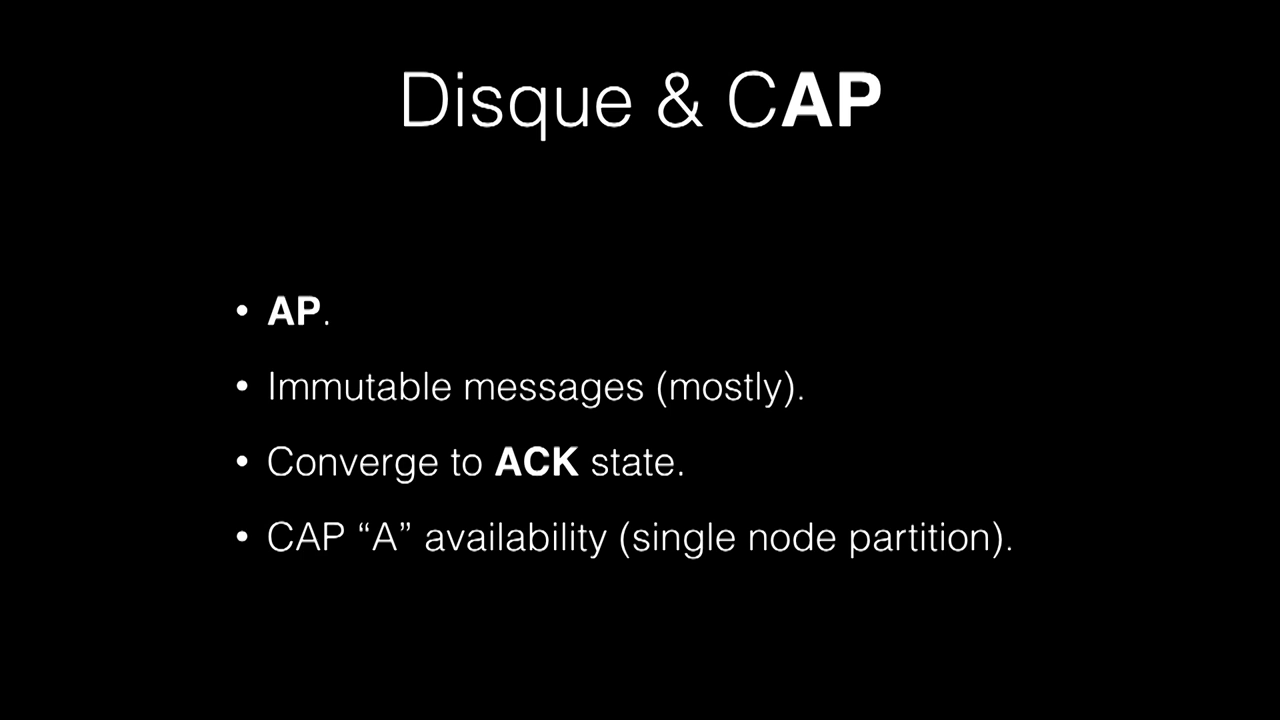 Disque & CAP
• AP.
• Immutable messages (mostly).
• Converge to ACK state.
• CAP “A” availability (single node partition).